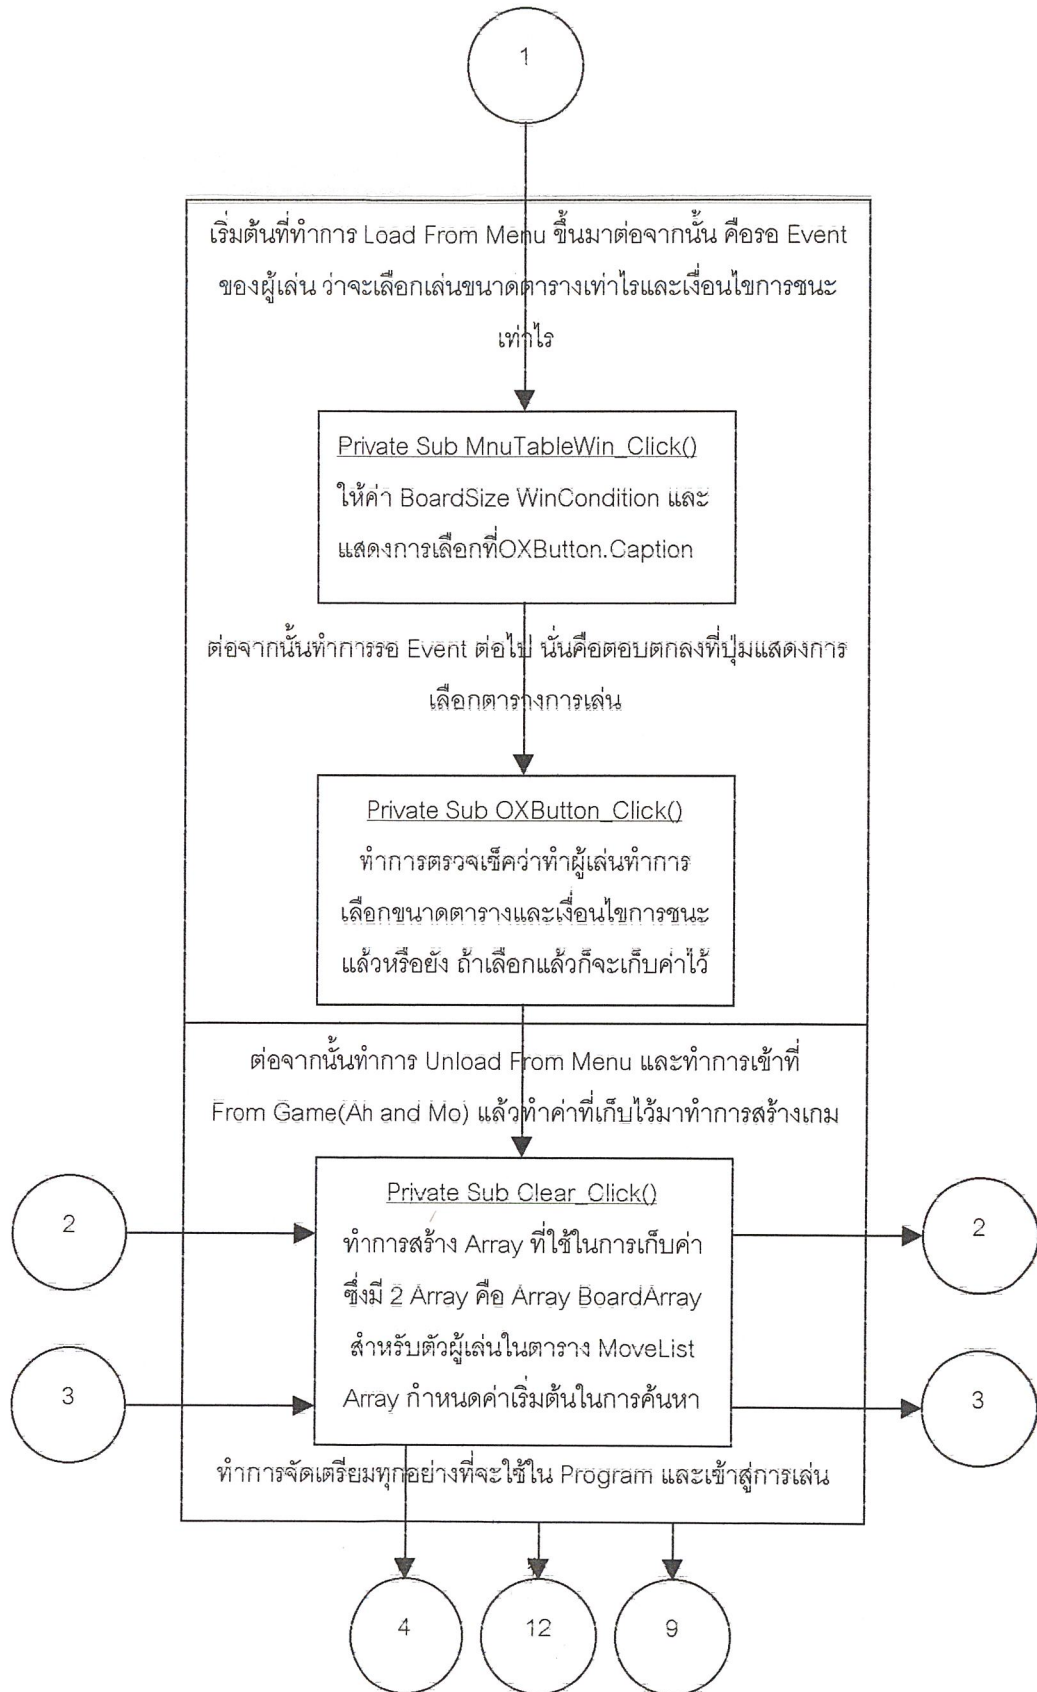 1
เริ่มต้นที่ทำการ Load From Menu ขึ้นมาต่อจากนั้น คือรอ Event
ของผู้เล่น ว่าจะเลือกเล่นขนาดตารางเท่าไรและเงื่อนไขการชนะ
เท่าไร
Private Sub MnuTableWin_Click()
ให้ค่า BoardSize WinCondition และ
แสดงการเลือกที่OXButton.Caption
ต่อจากนั้นทำการรอ Event ต่อไป นั่นคือตอบตกลงที่ปุ่มแสดงการ
เลือกตารางการเล่น
Private Sub OXButton_Click()
ทำการตรวจเช็คว่าทำผู้เล่นทำการ
เลือกขนาดตารางและเงื่อนไขการชนะ
แล้วหรือยัง ถ้าเลือกแล้วก็จะเก็บค่าไว้
ต่อจากนั้นทำการ Unload From Menu และทำการเข้าที่
From Game(Ah and Mo) แล้วทำค่าที่เก็บไว้มาทำการสร้างเกม
Private Sub Clear_Click()
2
2
ทำการสร้าง Array ที่ใช้ในการเก็บค่า
ซึ่งมี 2 Array คือ Array BoardArray
สำหรับตัวผู้เล่นในตาราง MoveList
Array กำหนดค่าเริ่มต้นในการค้นหา
3
3
ทำการจัดเตรียมทุกอย่างที่จะใช้ใน Program และเข้าสู่การเล่น
4
12
9